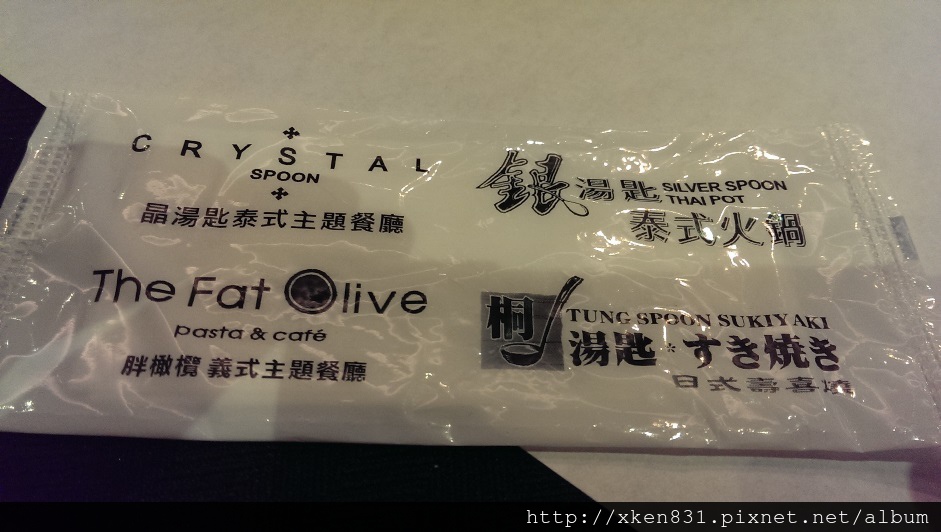 CRYSTAL
SPOON
晶湯匙泰式主題餐廳
銀湯匙 SILVER SPOON
THAI POT
泰式火鍋
The Fat Olive
pasta & café
胖橄欖 義式主題餐廳
桐 TUNG SPOON SUKIYAKI
湯匙*すき焼き
日式壽喜燒
http://xken831.pixnet.net/album